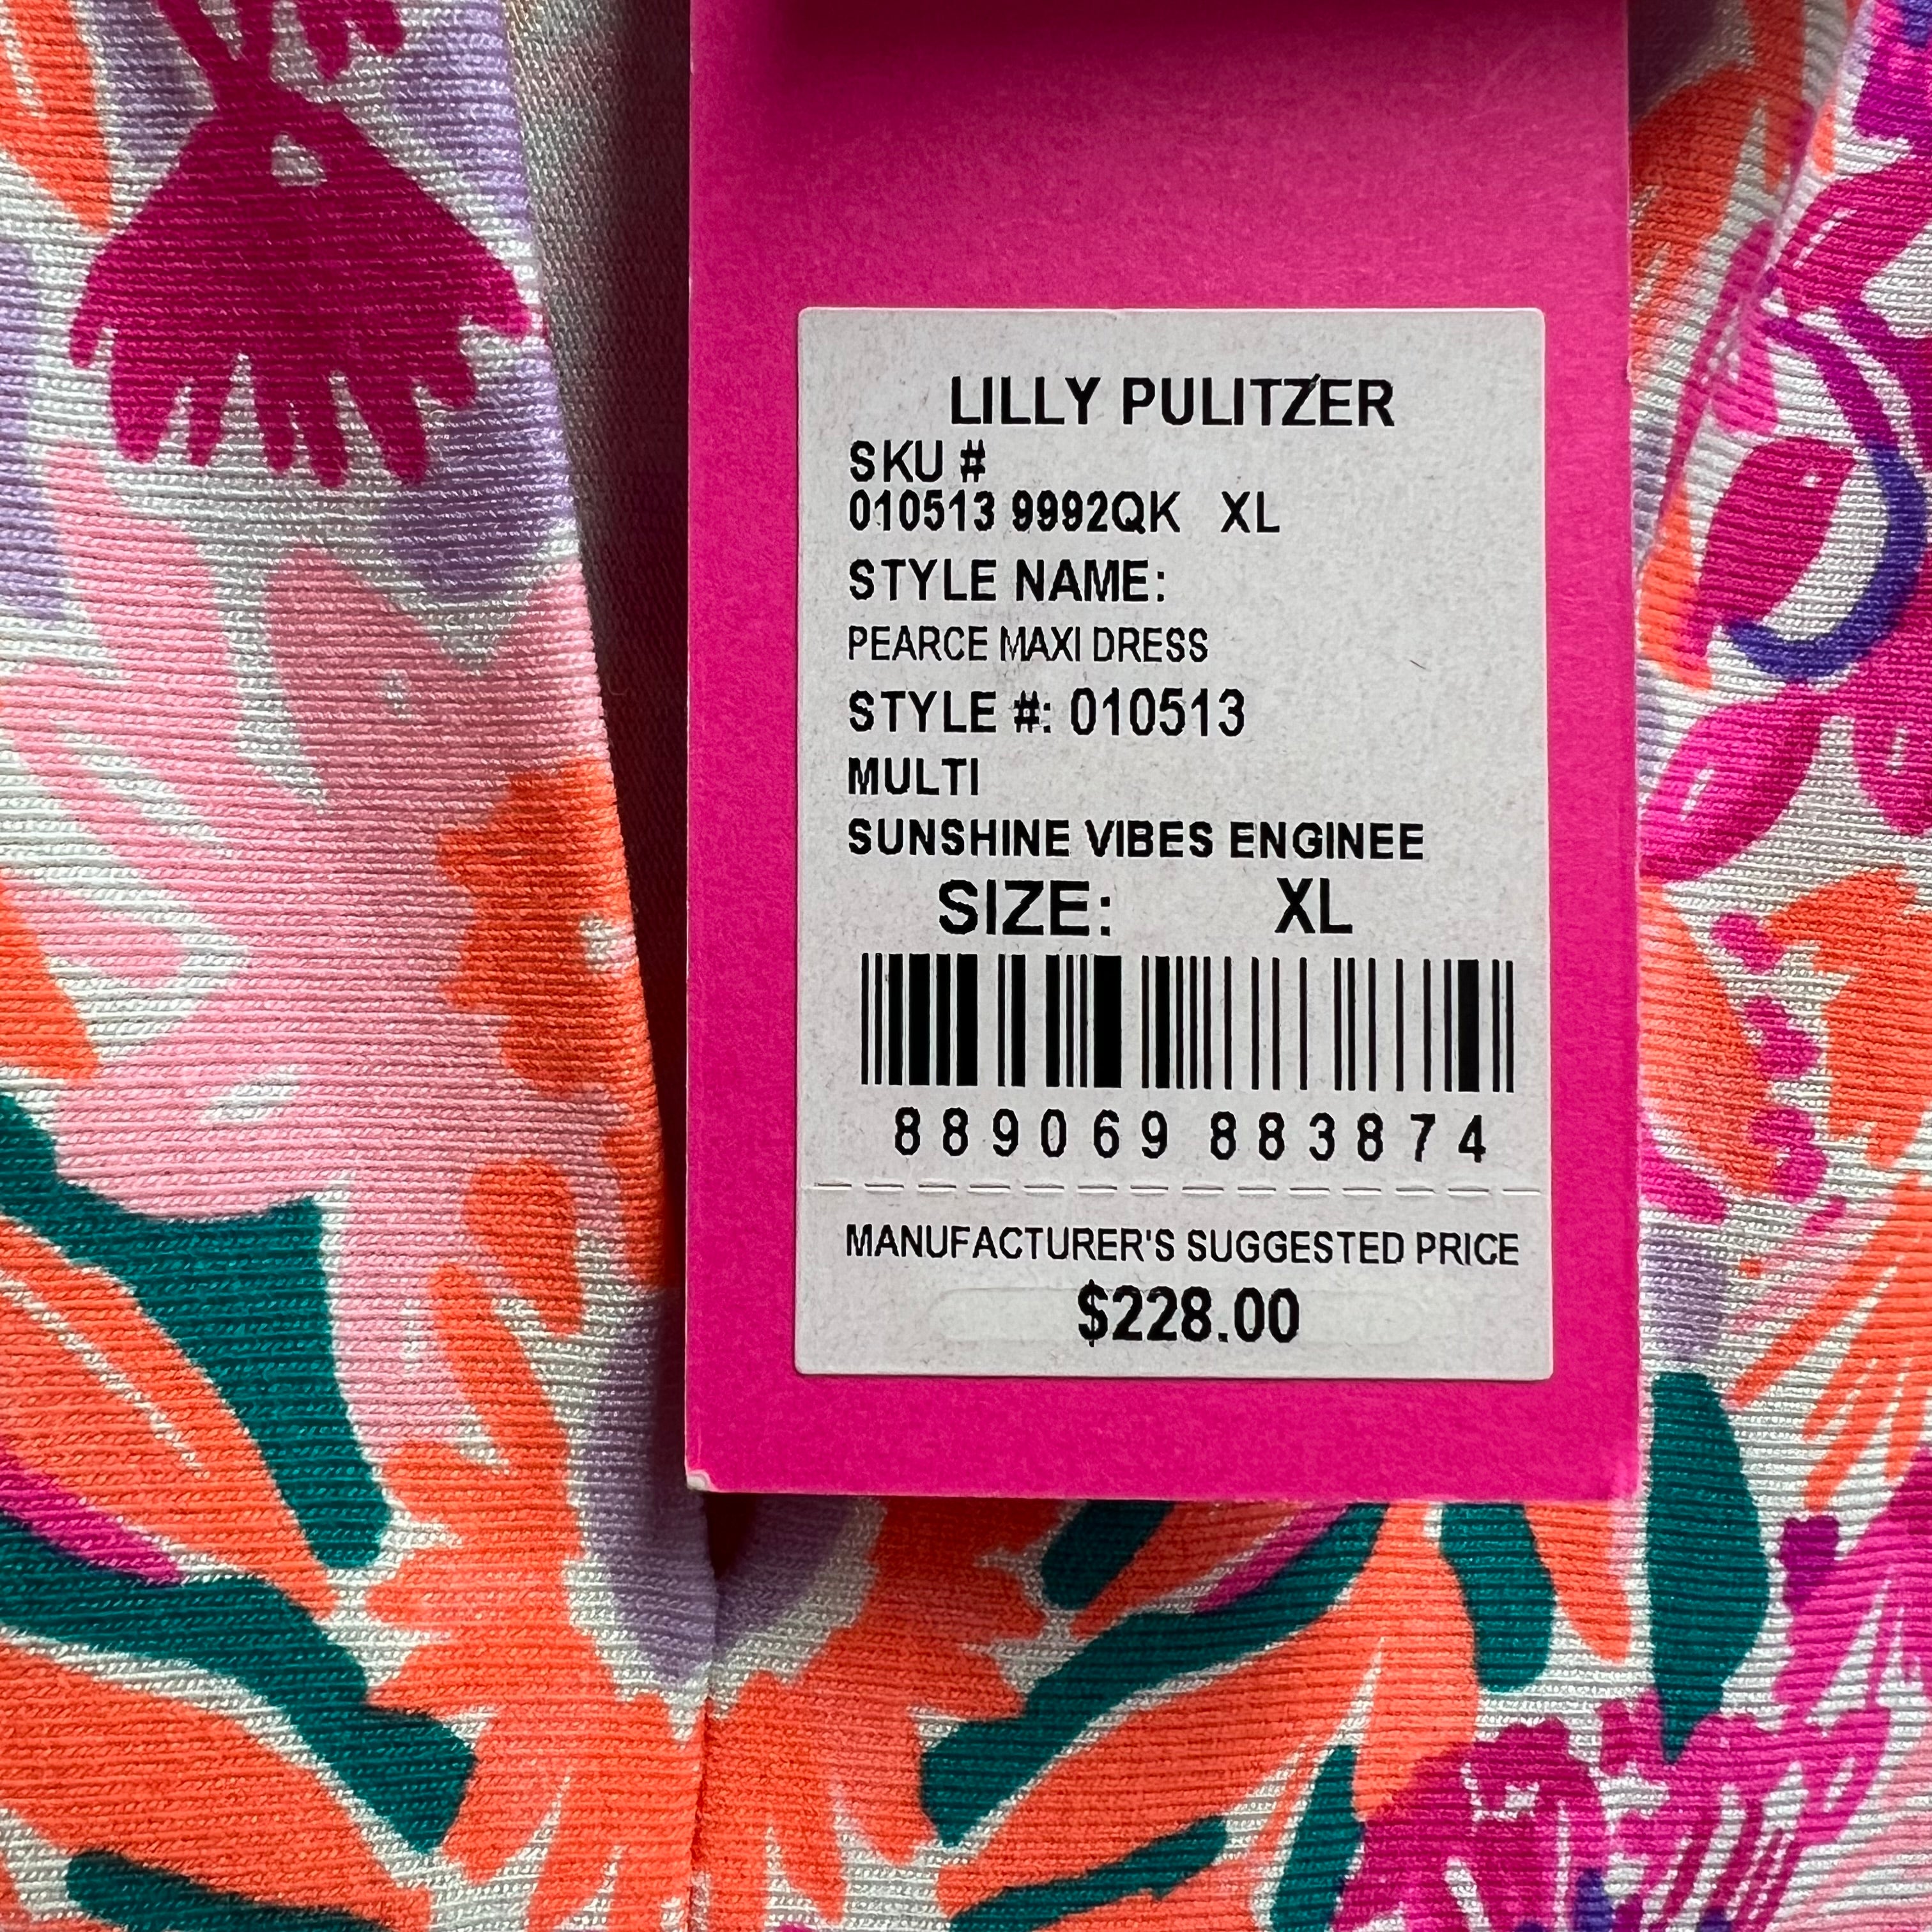 LILLY PULITZER
SKU #
010513 9992QK XL
STYLE NAME:
PEARCE MAXI DRESS
STYLE #: 010513
MULTI
SUNSHINE VIBES ENGINEE
SIZE: XL
889069 883874
MANUFACTURER'S SUGGESTED PRICE
$228.00